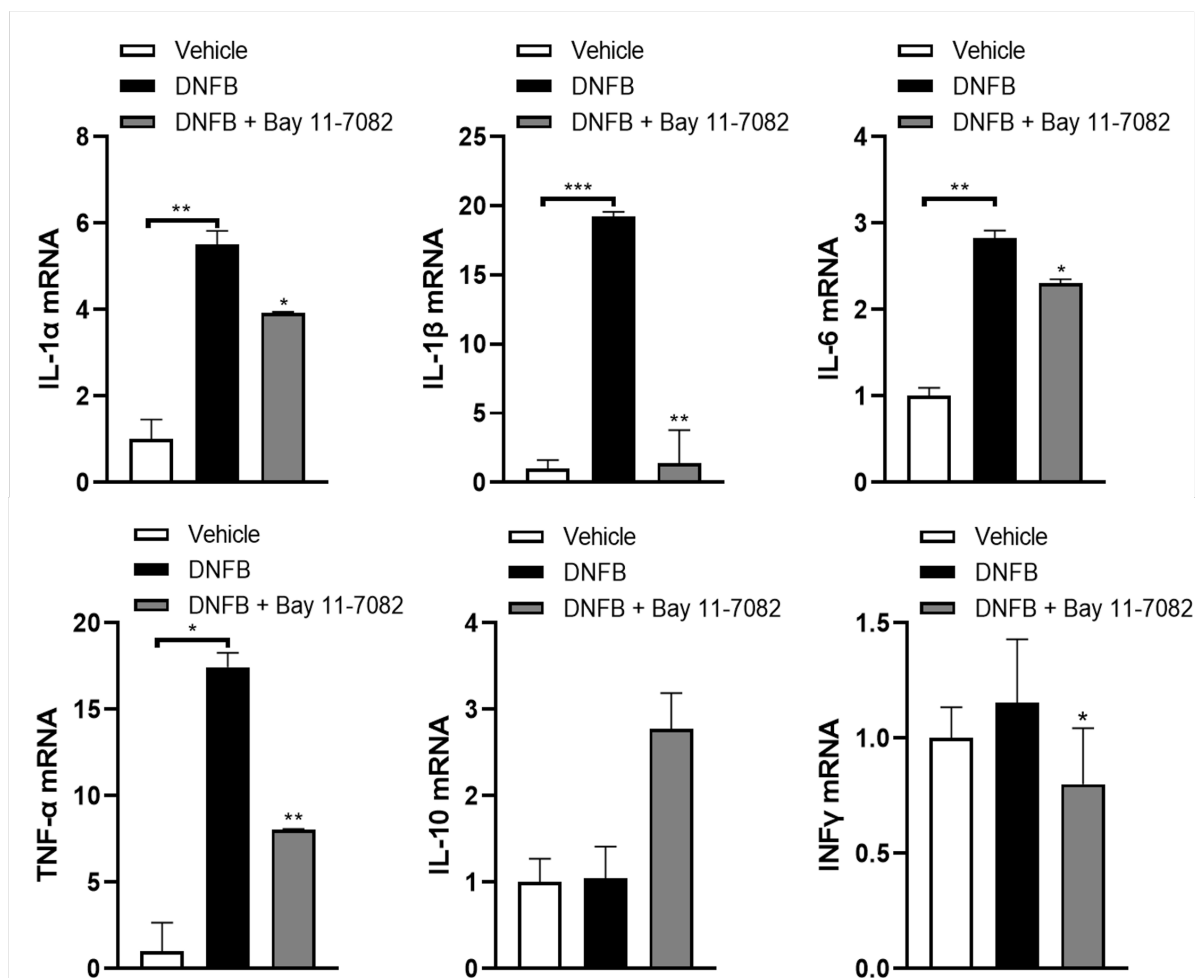 Vehicle
DNFB
DNFB + Bay 11-7082
8
6
4
2
0
IL-1α mRNA
**
*
Vehicle
DNFB
DNFB + Bay 11-7082
25
20
15
10
5
0
IL-1β mRNA
***
**
Vehicle
DNFB
DNFB + Bay 11-7082
4
3
2
1
0
IL-6 mRNA
**
*
Vehicle
DNFB
DNFB + Bay 11-7082
20
15
10
5
0
TNF-α mRNA
*
**
Vehicle
DNFB
DNFB + Bay 11-7082
4
3
2
1
0
IL-10 mRNA
Vehicle
DNFB
DNFB + Bay 11-7082
1.5
1.0
0.5
0.0
INFγ mRNA
*